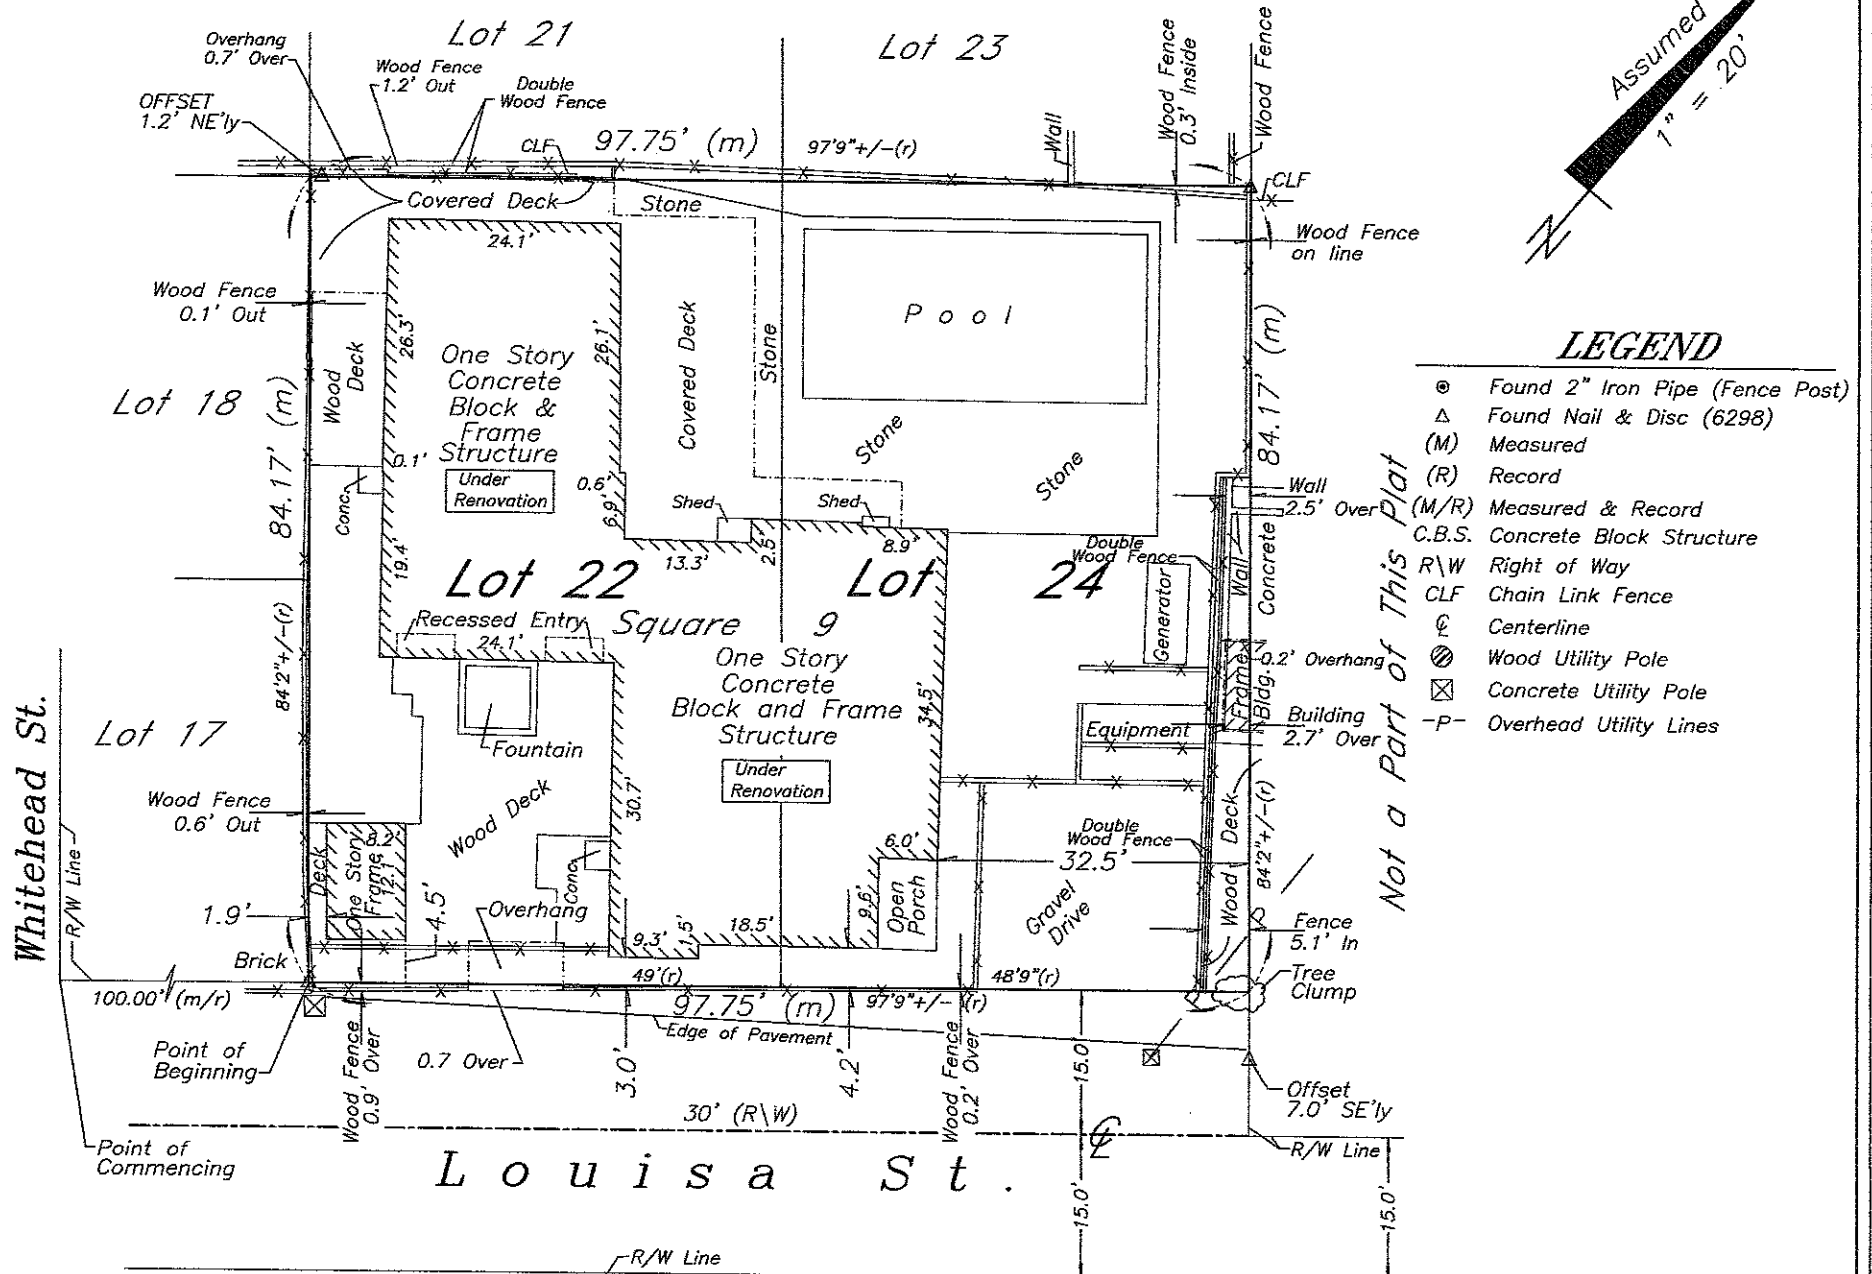 Lot 21
Lot 23
Overhang
0.7' Over
Wood Fence
1.2' Out
Double
Wood Fence
OFFSET
1.2' NE'ly
CLF
97.75' (m)
97'9"+/-(r)
Wall
Wood Fence
0.3' Inside
Wood Fence
CLF
Assumed
1" = 20'
N
Covered Deck
Stone
24.1'
Wood Fence
on line
Wood Fence
0.1' Out
26.3'
26.1'
Covered Deck
Stone
Pool
Wood
Deck
One Story
Concrete
Block &
Frame
Structure
Under
Renovation
Lot 18
84.17' (m)
84.17' (m)
0.1'
Conc.
0.6'
6.9'
Shed
Shed
Stone
Stone
LEGEND
Found 2" Iron Pipe (Fence Post)
Found Nail & Disc (6298)
(M) Measured
(R) Record
(M/R) Measured & Record
C.B.S. Concrete Block Structure
R\W Right of Way
CLF Chain Link Fence
℄ Centerline
Wood Utility Pole
Concrete Utility Pole
-P- Overhead Utility Lines
Wall
2.5' Over
13.3'
2.5'
8.9'
Double
Wood Fence
Wall
Concrete
19.4'
Lot 22
Lot 24
Generator
Recessed Entry
24.1'
Square 9
84'2"+/-(r)
One Story
Concrete
Block and Frame
Structure
Under
Renovation
34.5'
Frame
Bldg.
0.2' Overhang
Building
2.7' Over
Equipment
Not a Part of This Plat
Whitehead St.
Lot 17
Fountain
Wood Deck
30.7'
Wood Fence
0.6' Out
R/W Line
Deck
8.2'
One Story
Frame
12.1'
4.5'
Conc.
Overhang
6.0'
Open
Porch
9.6'
32.5'
Double
Wood Fence
Gravel
Drive
Wood Deck
84'2"+/-(r)
P
Fence
5.1' In
1.9'
9.3'
1.5'
18.5'
Brick
100.00' (m/r)
49'(r)
48'9"(r)
97.75' (m)
97'9"+/- (r)
Tree
Clump
Edge of Pavement
Point of
Beginning
Wood Fence
0.9' Over
0.7 Over
3.0'
4.2'
Wood Fence
0.2' Over
15.0'
Offset
7.0' SE'ly
30' (R\W)
℄
R/W Line
Point of
Commencing
Louisa St.
15.0'
15.0'
R/W Line